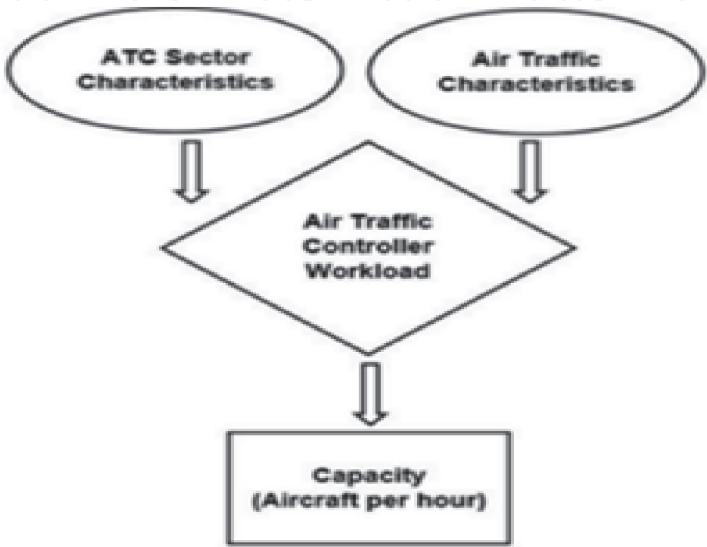 ATC Sector
Characteristics
Air Traffic
Characteristics
Air Traffic
Controller
Workload
Capacity
(Aircraft per hour)